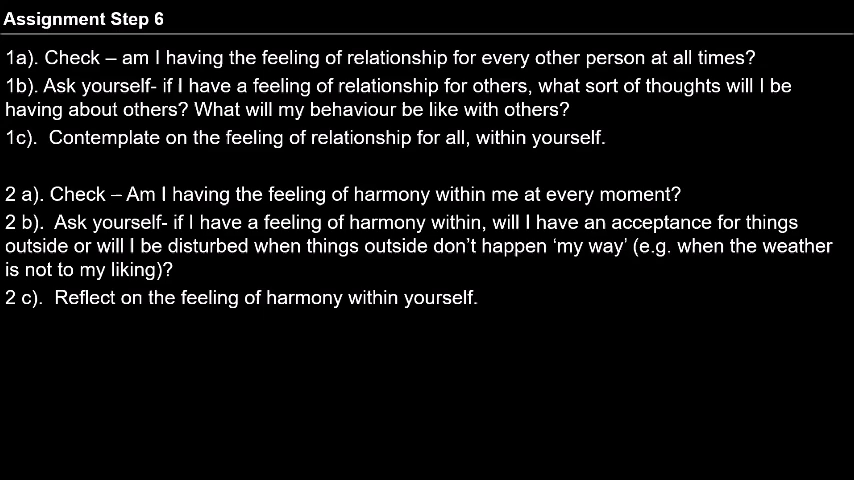 Assignment Step 6
1a). Check – am I having the feeling of relationship for every other person at all times?
1b). Ask yourself- if I have a feeling of relationship for others, what sort of thoughts will I be
having about others? What will my behaviour be like with others?
1c).  Contemplate on the feeling of relationship for all, within yourself.
2 a). Check – Am I having the feeling of harmony within me at every moment?
2 b).  Ask yourself- if I have a feeling of harmony within, will I have an acceptance for things
outside or will I be disturbed when things outside don’t happen ‘my way’ (e.g. when the weather
is not to my liking)?
2 c).  Reflect on the feeling of harmony within yourself.